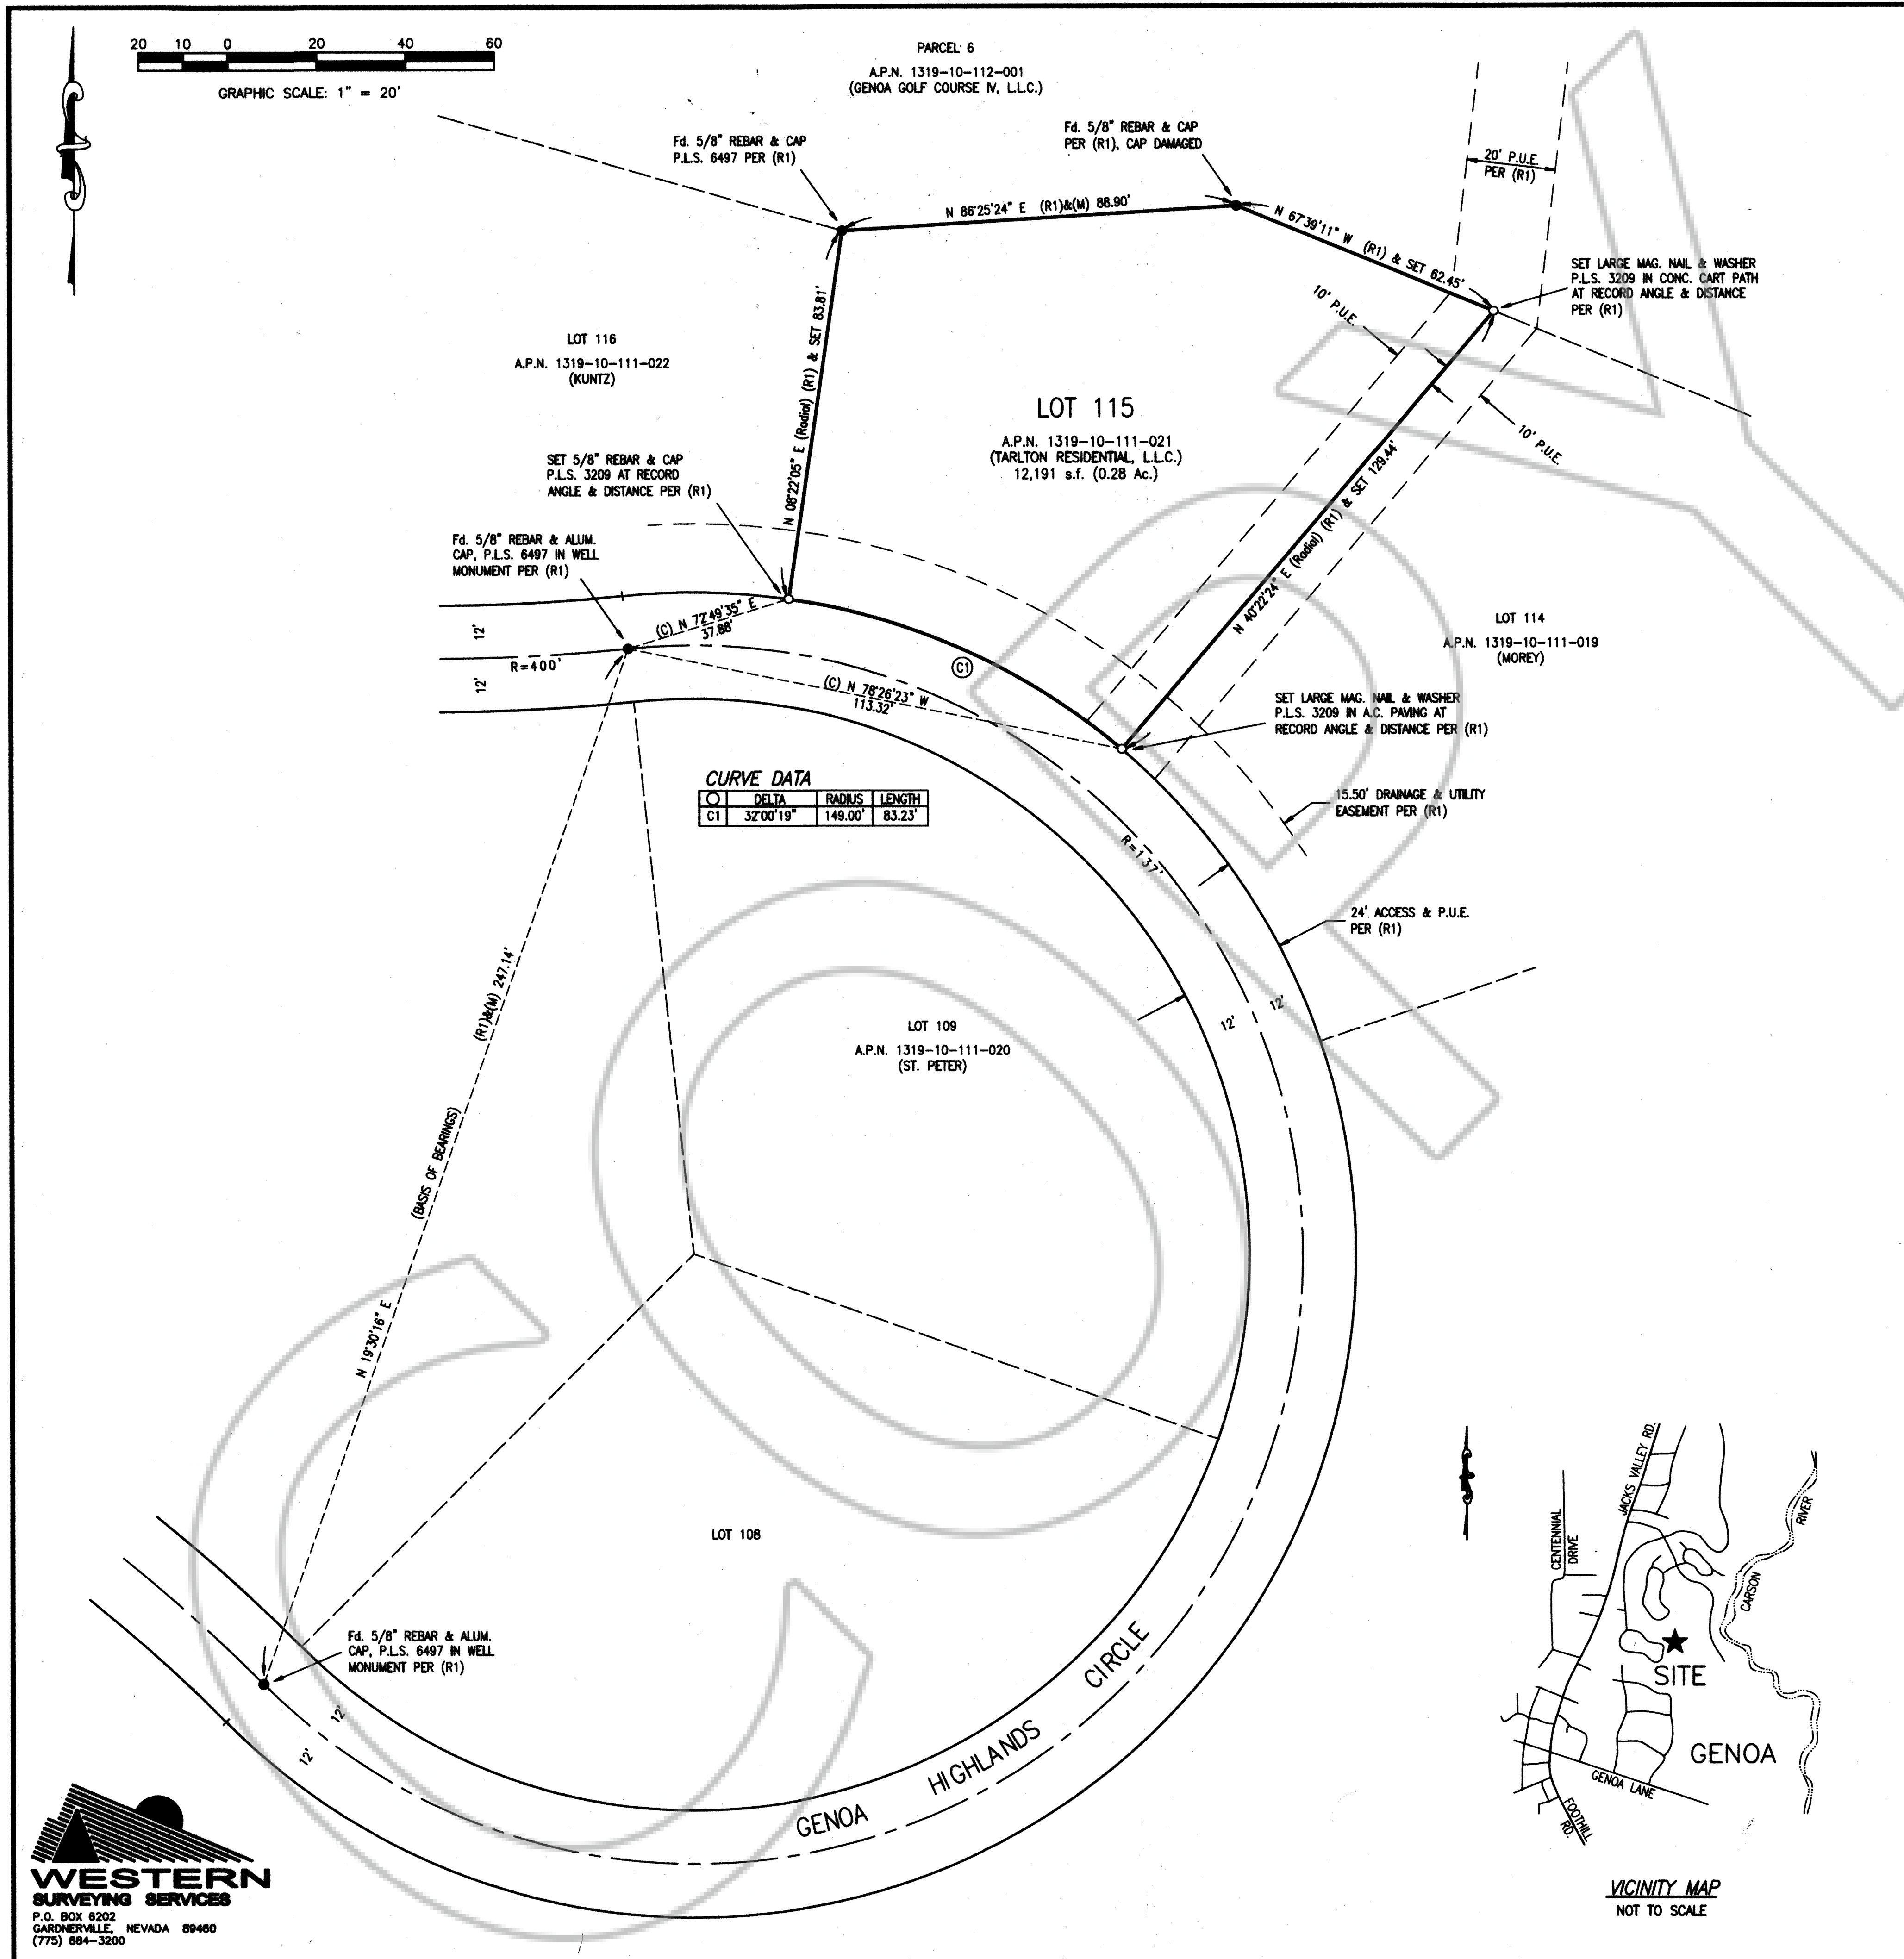 20 10 0 20 40 60
GRAPHIC SCALE: 1" = 20'
PARCEL 6
A.P.N. 1319-10-112-001
(GENOA GOLF COURSE IV, L.L.C.)
Fd. 5/8" REBAR & CAP
P.L.S. 6497 PER (R1)
Fd. 5/8" REBAR & CAP
PER (R1), CAP DAMAGED
20' P.U.E.
PER (R1)
N 86°25'24" E (R1)&(M) 88.90'
N 67°39'11" W (R1) & SET 62.45'
SET LARGE MAG. NAIL & WASHER
P.L.S. 3209 IN CONC. CART PATH
AT RECORD ANGLE & DISTANCE
PER (R1)
10' P.U.E.
LOT 116
A.P.N. 1319-10-111-022
(KUNTZ)
N 08°22'05" E (Radial) (R1) & SET 83.81'
LOT 115
A.P.N. 1319-10-111-021
(TARLTON RESIDENTIAL, L.L.C.)
12,191 s.f. (0.28 Ac.)
10' P.U.E.
N 40°22'24" E (Radial) (R1) & SET 129.44'
SET 5/8" REBAR & CAP
P.L.S. 3209 AT RECORD
ANGLE & DISTANCE PER (R1)
Fd. 5/8" REBAR & ALUM.
CAP, P.L.S. 6497 IN WELL
MONUMENT PER (R1)
12'
12'
R=400'
(C) N 72°49'35" E
37.88'
(C) N 78°26'23" W
113.32'
C1
LOT 114
A.P.N. 1319-10-111-019
(MOREY)
SET LARGE MAG. NAIL & WASHER
P.L.S. 3209 IN A.C. PAVING AT
RECORD ANGLE & DISTANCE PER (R1)
CURVE DATA
DELTA RADIUS LENGTH
C1 32°00'19" 149.00' 83.23'
15.50' DRAINAGE & UTILITY
EASEMENT PER (R1)
R=137'
24' ACCESS & P.U.E.
PER (R1)
12'
12'
LOT 109
A.P.N. 1319-10-111-020
(ST. PETER)
N 19°30'16" E (BASIS OF BEARINGS) (R1)&(M) 247.14'
LOT 108
Fd. 5/8" REBAR & ALUM.
CAP, P.L.S. 6497 IN WELL
MONUMENT PER (R1)
12'
12'
GENOA HIGHLANDS CIRCLE
COPY
WESTERN
SURVEYING SERVICES
P.O. BOX 6202
GARDNERVILLE, NEVADA 89460
(775) 884-3200
JACKS VALLEY RD.
CENTENNIAL
DRIVE
CARSON RIVER
SITE
GENOA
GENOA LANE
FOOTHILL
RD.
VICINITY MAP
NOT TO SCALE